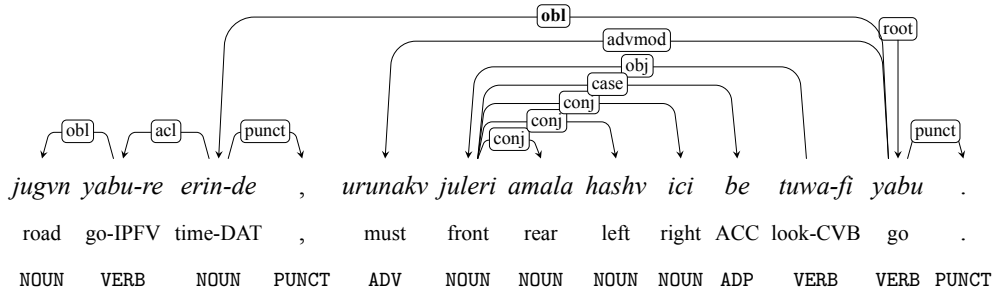 obl
root
advmod
obj
case
conj
obl acl punct conj punct
conj
jugvn yabu-re erin-de , urunakv juleri amala hashv ici be tuwa-fi yabu .
road go-IPFV time-DAT , must front rear left right ACC look-CVB go .
NOUN VERB NOUN PUNCT ADV NOUN NOUN NOUN NOUN ADP VERB VERB PUNCT